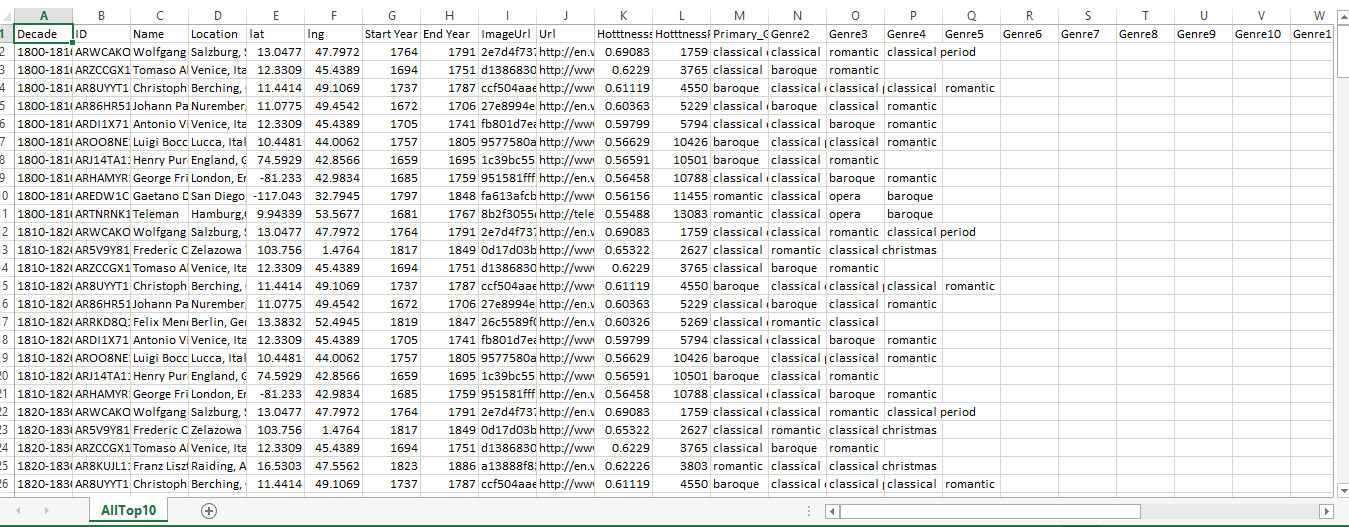 A B C D E F G H I J K L M N O P Q R S T U V W
1 Decade ID Name Location lat lng Start Year End Year ImageUrl Url Hotttnesss HotttnessF Primary_G Genre2 Genre3 Genre4 Genre5 Genre6 Genre7 Genre8 Genre9 Genre10 Genre1
2 1800-181 ARWCAKO Wolfgang Salzburg, 13.0477 47.7972 1764 1791 2e7d4f737 http://en.v 0.69083 1759 classical classical romantic classical period
3 1800-181 ARZCCGX1 Tomaso Al Venice, Ita 12.3309 45.4389 1694 1751 d1386830 http://ww 0.6229 3765 classical baroque romantic
4 1800-181 AR8UYYT1 Christoph Berching, 11.4414 49.1069 1737 1787 ccf504aae http://ww 0.61119 4550 baroque classical classical p classical romantic
5 1800-181 AR86HR51 Johann Pa Nurember, 11.0775 49.4542 1672 1706 27e8994e http://en.v 0.60363 5229 classical baroque classical romantic
6 1800-181 ARDI1X71 Antonio Vi Venice, Ita 12.3309 45.4389 1705 1741 fb801d7ea http://ww 0.59799 5794 classical classical baroque romantic
7 1800-181 AROO8NE Luigi Bocc Lucca, Ital 10.4481 44.0062 1757 1805 9577580a http://ww 0.56629 10426 baroque classical p classical romantic
8 1800-181 ARJ14TA1 Henry Pur England, G 74.5929 42.8566 1659 1695 1c39bc55 http://ww 0.56591 10501 baroque classical romantic
9 1800-181 ARHAMYR George Fri London, Er -81.233 42.9834 1685 1759 951581fff http://ww 0.56458 10788 classical classical baroque romantic
10 1800-181 AREDW1C Gaetano D San Diego -117.043 32.7945 1797 1848 fa613afcb http://ww 0.56156 11455 romantic classical opera baroque
11 1800-181 ARTNRNK1 Teleman Hamburg, 9.94339 53.5677 1681 1767 8b2f3055 http://tele 0.55488 13083 romantic classical opera baroque
12 1810-182 ARWCAKO Wolfgang Salzburg, 13.0477 47.7972 1764 1791 2e7d4f737 http://en.v 0.69083 1759 classical classical romantic classical period
13 1810-182 AR5V9Y81 Frederic C Zelazowa 103.756 1.4764 1817 1849 0d17d03b http://ww 0.65322 2627 classical romantic classical christmas
14 1810-182 ARZCCGX1 Tomaso Al Venice, Ita 12.3309 45.4389 1694 1751 d1386830 http://ww 0.6229 3765 classical baroque romantic
15 1810-182 AR8UYYT1 Christoph Berching, 11.4414 49.1069 1737 1787 ccf504aae http://ww 0.61119 4550 baroque classical classical p classical romantic
16 1810-182 AR86HR51 Johann Pa Nurember, 11.0775 49.4542 1672 1706 27e8994e http://en.v 0.60363 5229 classical baroque classical romantic
17 1810-182 ARRKD8Q Felix Men Berlin, Ger 13.3832 52.4945 1819 1847 26c5589f http://en.v 0.60326 5269 classical romantic classical
18 1810-182 ARDI1X71 Antonio Vi Venice, Ita 12.3309 45.4389 1705 1741 fb801d7ea http://ww 0.59799 5794 classical classical baroque romantic
19 1810-182 AROO8NE Luigi Bocc Lucca, Ital 10.4481 44.0062 1757 1805 9577580a http://ww 0.56629 10426 baroque classical p classical romantic
20 1810-182 ARJ14TA1 Henry Pur England, G 74.5929 42.8566 1659 1695 1c39bc55 http://ww 0.56591 10501 baroque classical romantic
21 1810-182 ARHAMYR George Fri London, Er -81.233 42.9834 1685 1759 951581fff http://ww 0.56458 10788 classical classical baroque romantic
22 1820-183 ARWCAKO Wolfgang Salzburg, 13.0477 47.7972 1764 1791 2e7d4f737 http://en.v 0.69083 1759 classical classical romantic classical period
23 1820-183 AR5V9Y81 Frederic C Zelazowa 103.756 1.4764 1817 1849 0d17d03b http://ww 0.65322 2627 classical romantic classical christmas
24 1820-183 ARZCCGX1 Tomaso Al Venice, Ita 12.3309 45.4389 1694 1751 d1386830 http://ww 0.6229 3765 classical baroque romantic
25 1820-183 AR8KUJL1 Franz Liszt Raiding, A 16.5303 47.5562 1823 1886 a13888f8 http://en.v 0.62226 3803 romantic classical classical christmas
26 1820-183 AR8UYYT1 Christoph Berching, 11.4414 49.1069 1737 1787 ccf504aae http://ww 0.61119 4550 baroque classical classical p classical romantic
AllTop10